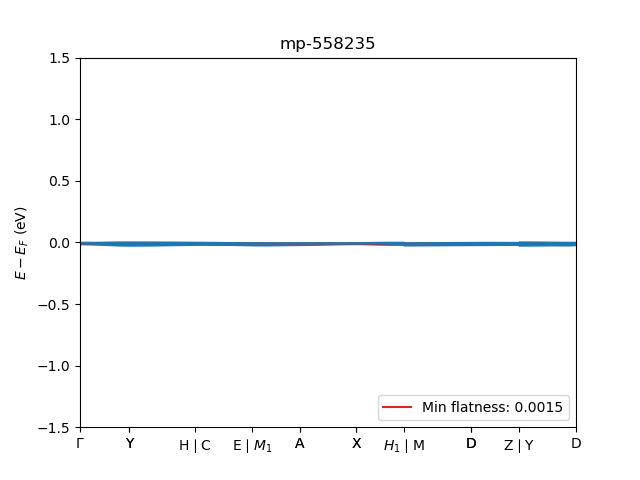 mp-558235
E − E_F (eV)
1.5
1.0
0.5
0.0
−0.5
−1.0
−1.5
Min flatness: 0.0015
Γ Y H | C E | M_1 A X H_1 | M D Z | Y D